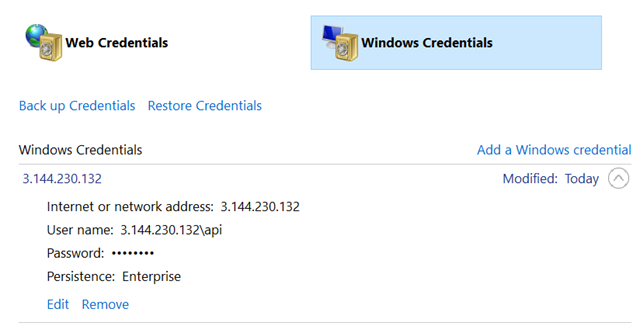 Web Credentials
Windows Credentials
Back up Credentials Restore Credentials
Windows Credentials Add a Windows credential
3.144.230.132 Modified: Today
Internet or network address: 3.144.230.132
User name: 3.144.230.132\api
Password: ••••••••
Persistence: Enterprise
Edit Remove